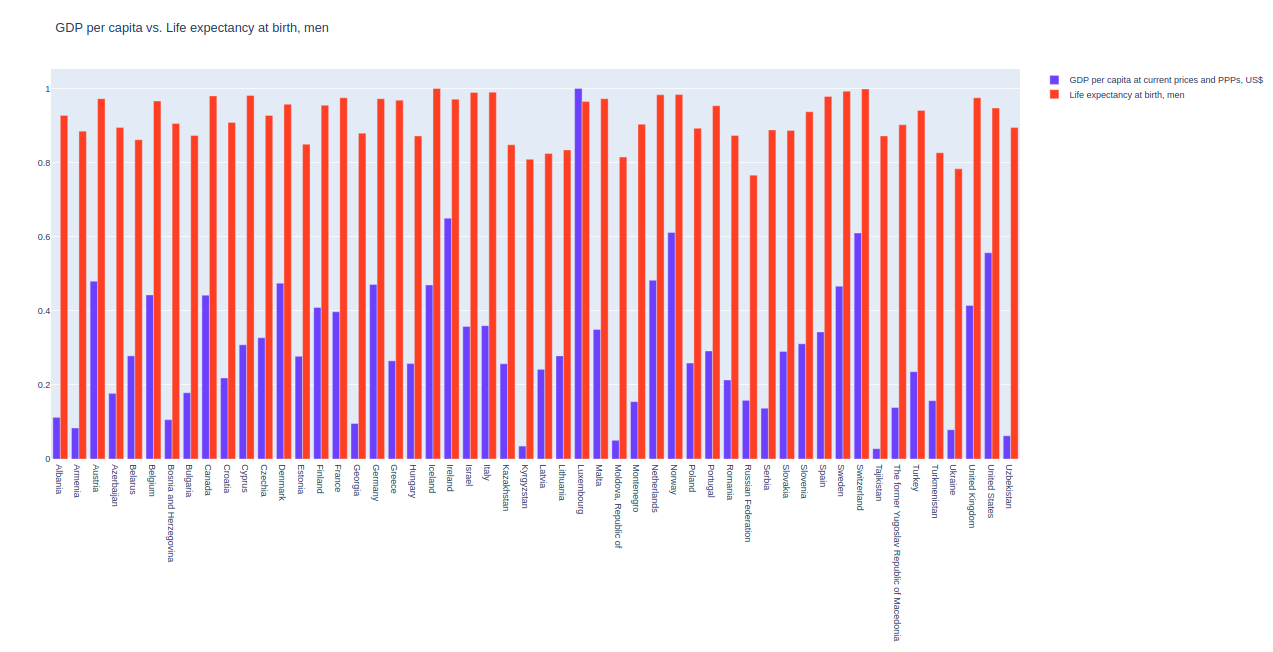 GDP per capita vs. Life expectancy at birth, men
GDP per capita at current prices and PPPs, US$
Life expectancy at birth, men
1
0.8
0.6
0.4
0.2
0
Albania
Armenia
Austria
Azerbaijan
Belarus
Belgium
Bosnia and Herzegovina
Bulgaria
Canada
Croatia
Cyprus
Czechia
Denmark
Estonia
Finland
France
Georgia
Germany
Greece
Hungary
Iceland
Ireland
Israel
Italy
Kazakhstan
Kyrgyzstan
Latvia
Lithuania
Luxembourg
Malta
Moldova, Republic of
Montenegro
Netherlands
Norway
Poland
Portugal
Romania
Russian Federation
Serbia
Slovakia
Slovenia
Spain
Sweden
Switzerland
Tajikistan
The former Yugoslav Republic of Macedonia
Turkey
Turkmenistan
Ukraine
United Kingdom
United States
Uzbekistan